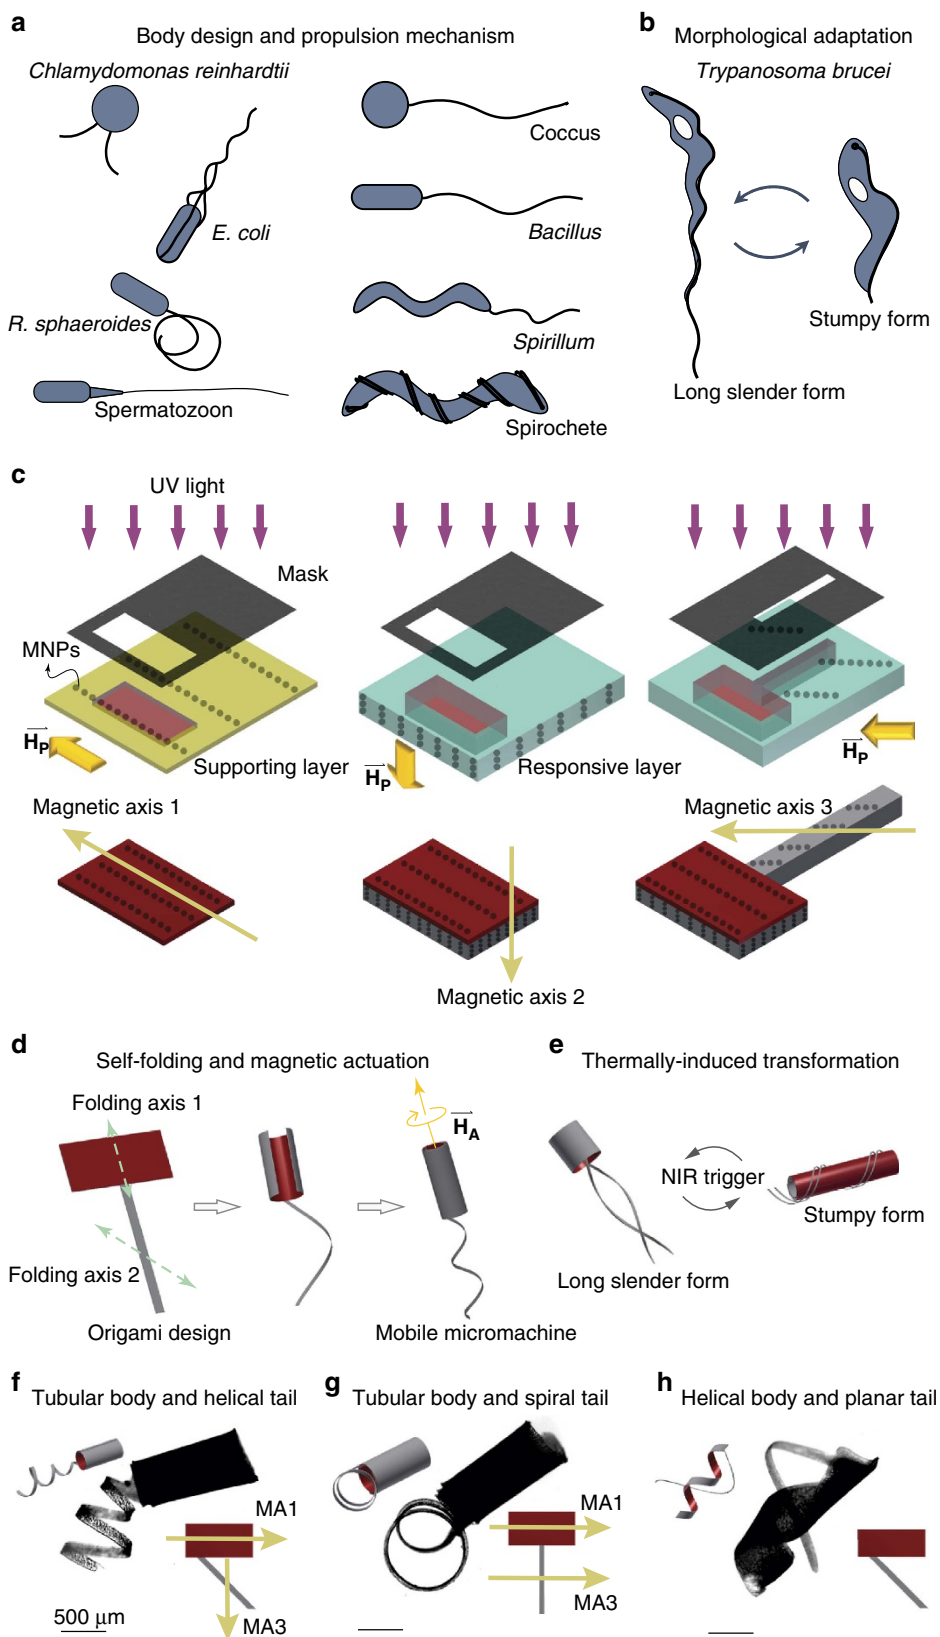 a
Body design and propulsion mechanism
Chlamydomonas reinhardtii
Coccus
E. coli
Bacillus
R. sphaeroides
Spirillum
Spermatozoon
Spirochete
b
Morphological adaptation
Trypanosoma brucei
Stumpy form
Long slender form
c
UV light
Mask
MNPs
H_P
Supporting layer
H_P
Responsive layer
H_P
Magnetic axis 1
Magnetic axis 2
Magnetic axis 3
d
Self-folding and magnetic actuation
Folding axis 1
H_A
Folding axis 2
Origami design
Mobile micromachine
e
Thermally-induced transformation
NIR trigger
Stumpy form
Long slender form
f
Tubular body and helical tail
MA1
MA3
500 µm
g
Tubular body and spiral tail
MA1
MA3
h
Helical body and planar tail